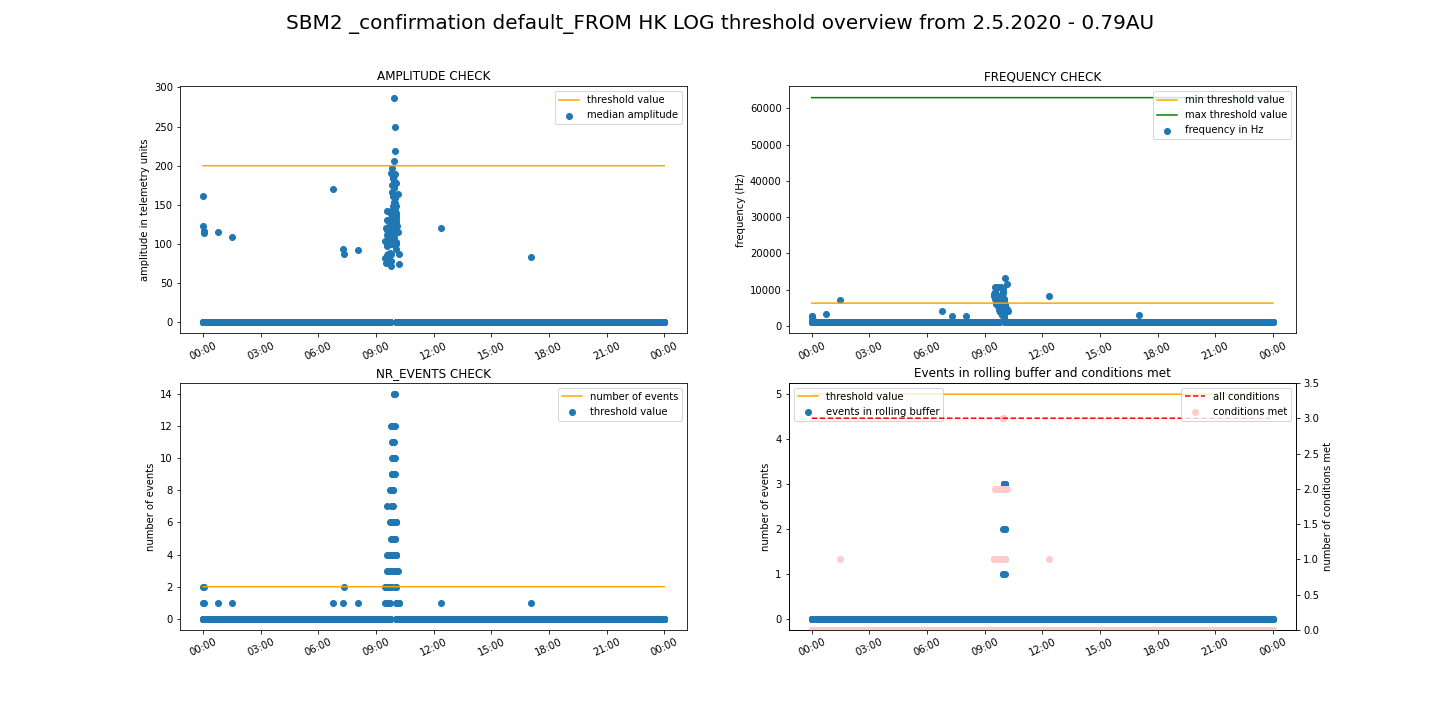 SBM2 _confirmation default_FROM HK LOG threshold overview from 2.5.2020 - 0.79AU
AMPLITUDE CHECK
amplitude in telemetry units
300
250
200
150
100
50
0
threshold value
median amplitude
00:00 03:00 06:00 09:00 12:00 15:00 18:00 21:00 00:00
FREQUENCY CHECK
frequency (Hz)
60000
50000
40000
30000
20000
10000
0
min threshold value
max threshold value
frequency in Hz
00:00 03:00 06:00 09:00 12:00 15:00 18:00 21:00 00:00
NR_EVENTS CHECK
number of events
14
12
10
8
6
4
2
0
number of events
threshold value
00:00 03:00 06:00 09:00 12:00 15:00 18:00 21:00 00:00
Events in rolling buffer and conditions met
number of events
5
4
3
2
1
0
threshold value
events in rolling buffer
all conditions
conditions met
3.5
3.0
2.5
2.0
1.5
1.0
0.5
0.0
number of conditions met
00:00 03:00 06:00 09:00 12:00 15:00 18:00 21:00 00:00